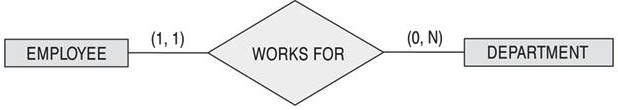 EMPLOYEE
(1, 1)
WORKS FOR
(0, N)
DEPARTMENT